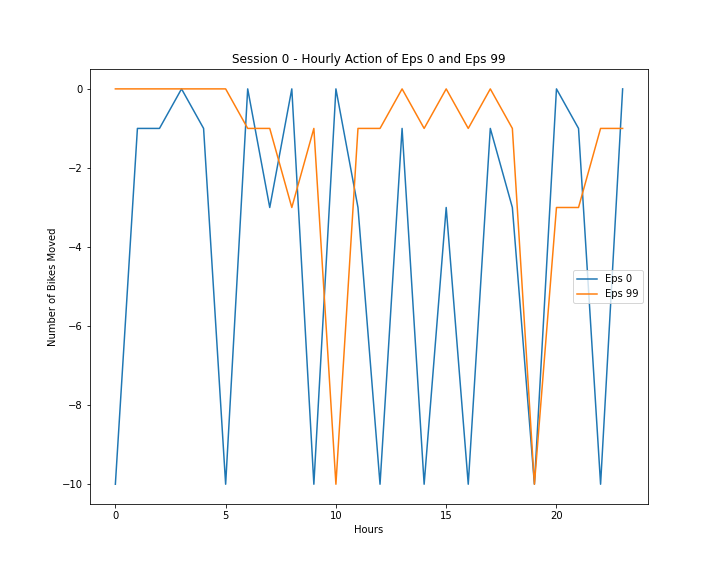 Session 0 - Hourly Action of Eps 0 and Eps 99
Number of Bikes Moved
0
−2
−4
−6
−8
−10
Eps 0
Eps 99
0
5
10
15
20
Hours